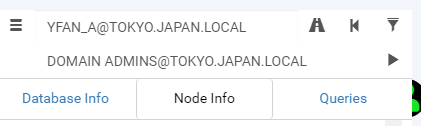 YFAN_A@TOKYO.JAPAN.LOCAL
DOMAIN ADMINS@TOKYO.JAPAN.LOCAL
Database Info Node Info Queries